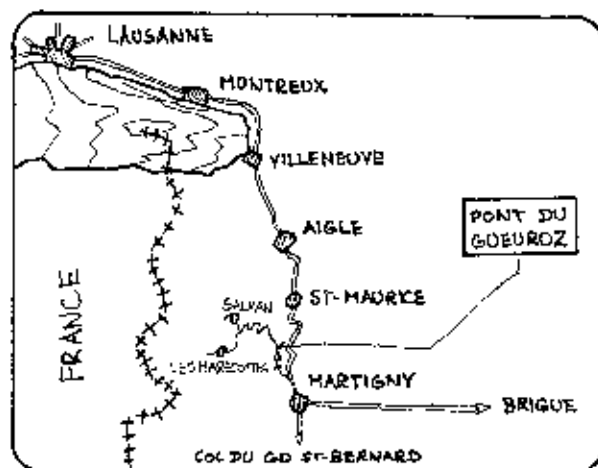 LAUSANNE
MONTREUX
VILLENEUVE
AIGLE
PONT DU
GUEUROZ
ST-MAURICE
SALVAN
FRANCE
MARTIGNY
BRIGUE
COL DU GD ST-BERNARD